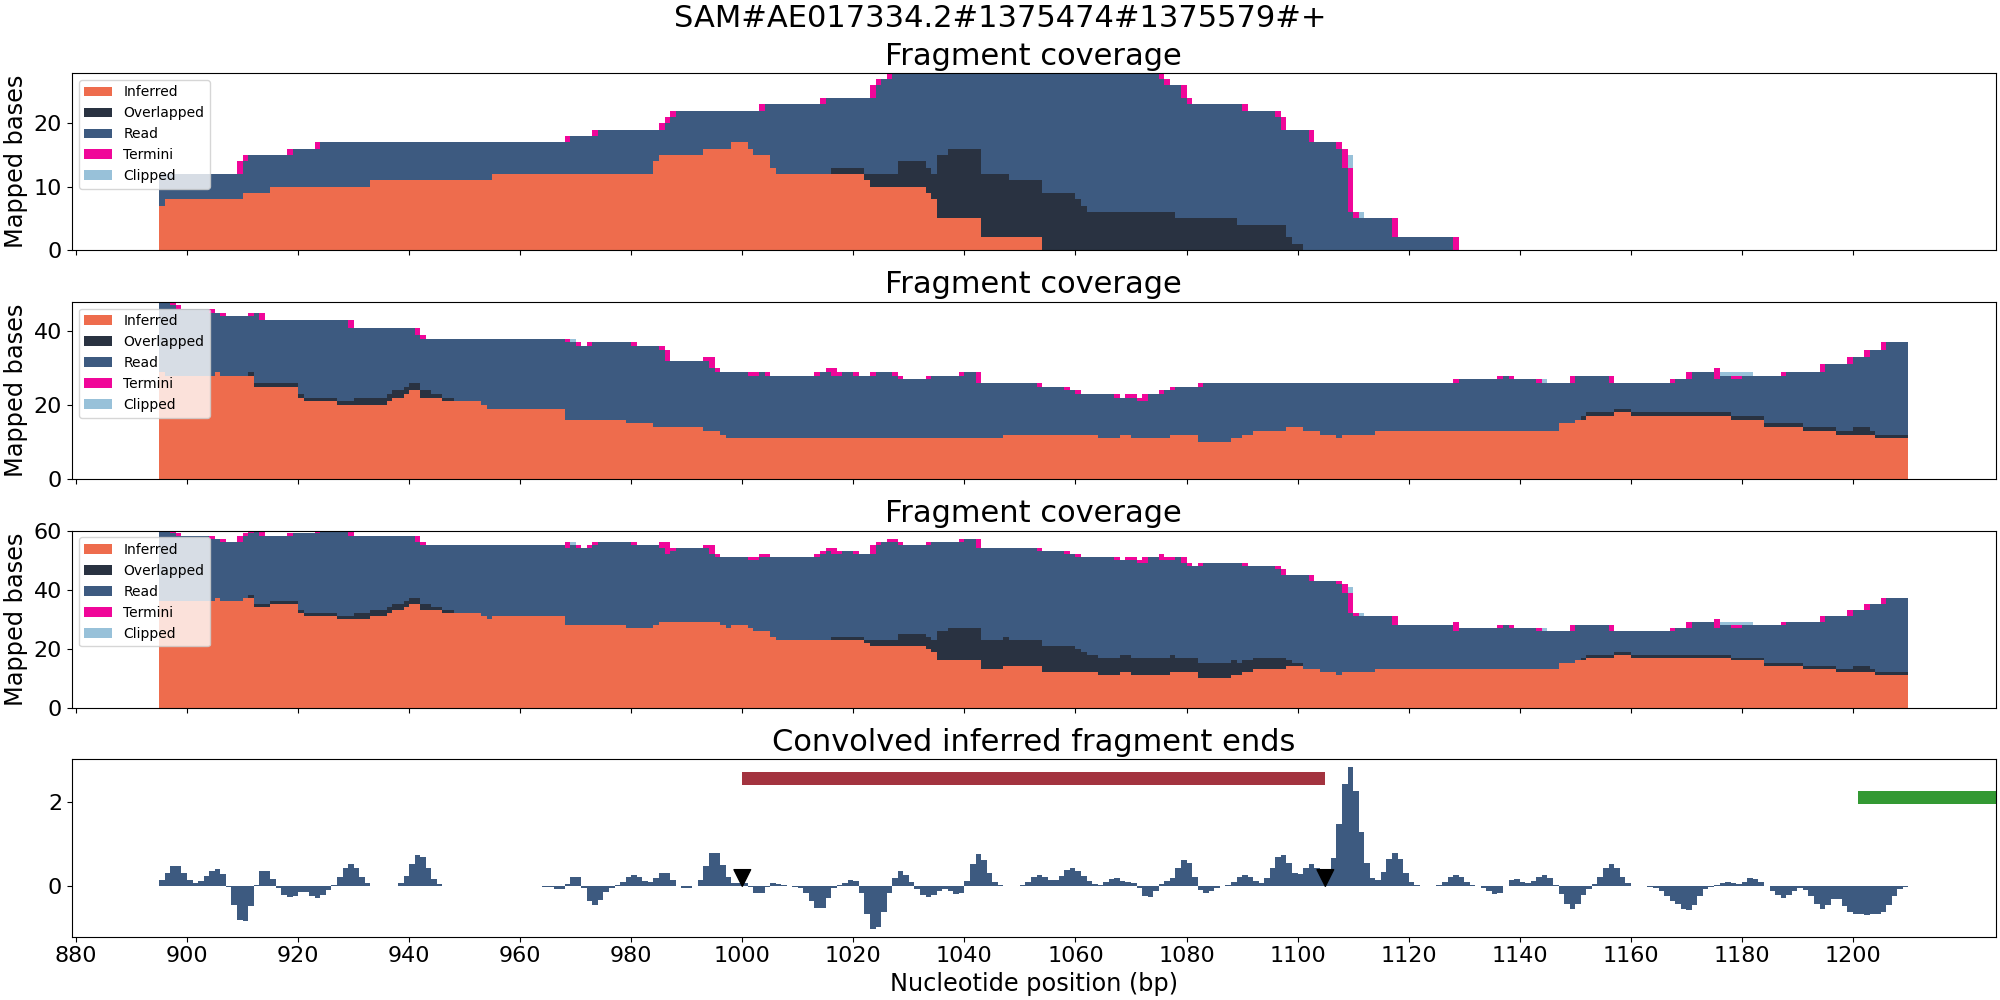 SAM#AE017334.2#1375474#1375579#+
Fragment coverage
Mapped bases
20
10
0
Inferred
Overlapped
Read
Termini
Clipped
Fragment coverage
Mapped bases
40
20
0
Inferred
Overlapped
Read
Termini
Clipped
Fragment coverage
Mapped bases
60
40
20
0
Inferred
Overlapped
Read
Termini
Clipped
Convolved inferred fragment ends
2
0
880 900 920 940 960 980 1000 1020 1040 1060 1080 1100 1120 1140 1160 1180 1200
Nucleotide position (bp)